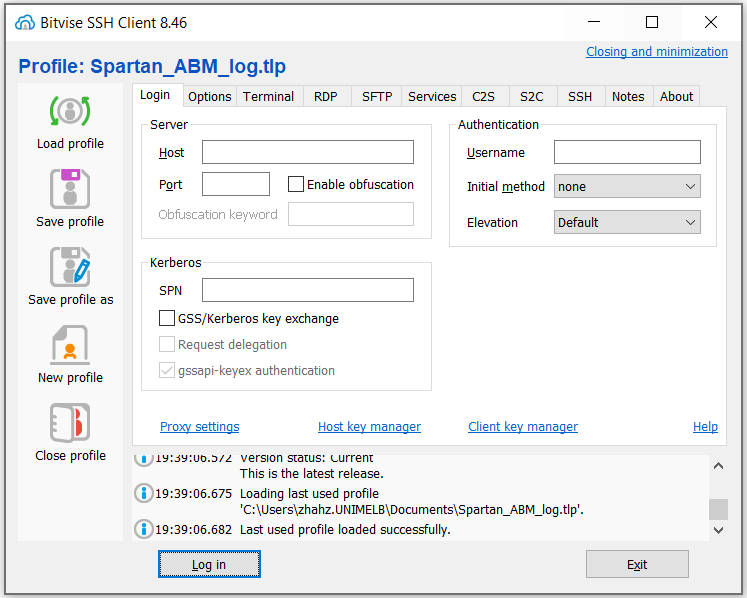 Bitvise SSH Client 8.46
Closing and minimization
Profile: Spartan_ABM_log.tlp
Load profile
Save profile
Save profile as
New profile
Close profile
Login Options Terminal RDP SFTP Services C2S S2C SSH Notes About
Server
Host
Port
Enable obfuscation
Obfuscation keyword
Authentication
Username
Initial method none
Elevation Default
Kerberos
SPN
GSS/Kerberos key exchange
Request delegation
gssapi-keyex authentication
Proxy settings Host key manager Client key manager Help
19:39:06.572 Version status: Current
This is the latest release.
19:39:06.675 Loading last used profile
'C:\Users\zhahz.UNIMELB\Documents\Spartan_ABM_log.tlp'.
19:39:06.682 Last used profile loaded successfully.
Log in Exit